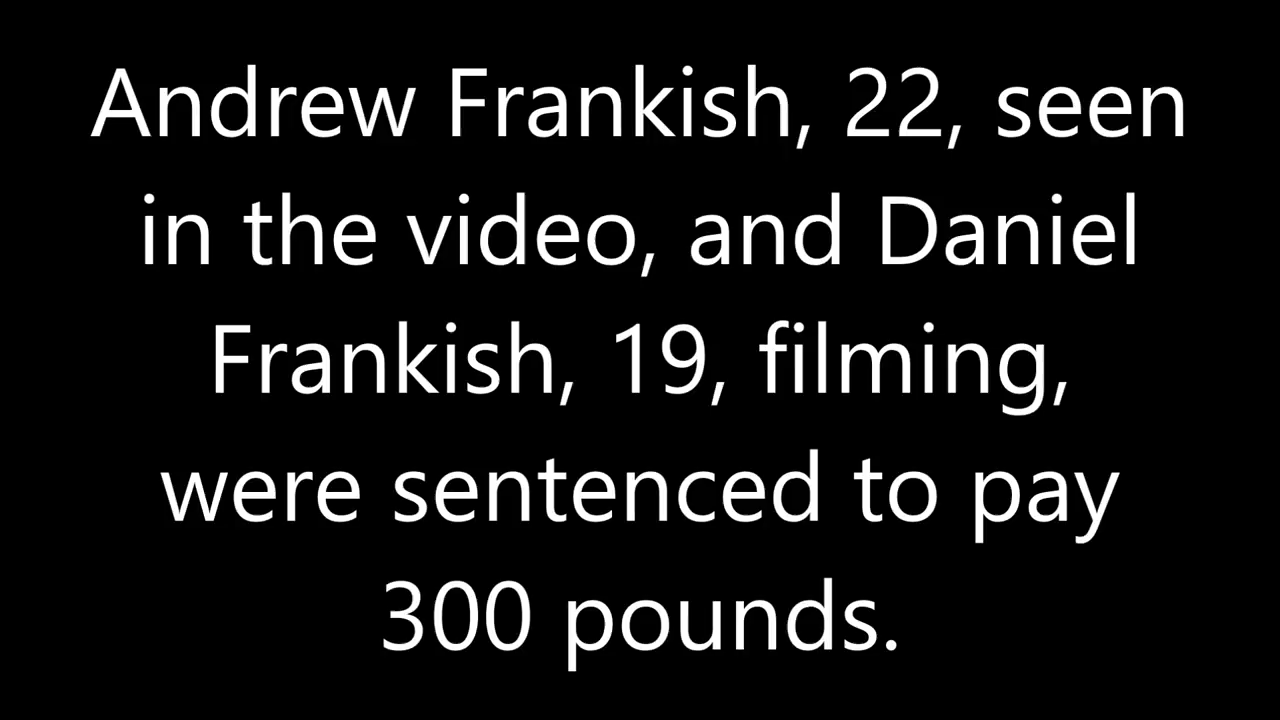 Andrew Frankish, 22, seen
in the video, and Daniel
Frankish, 19, filming,
were sentenced to pay
300 pounds.